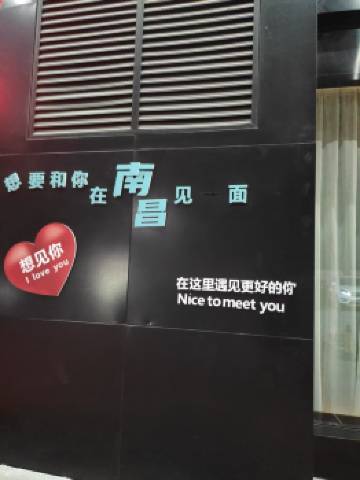 想要和你在南昌见一面
想见你
I love you
在这里遇见更好的你
Nice to meet you